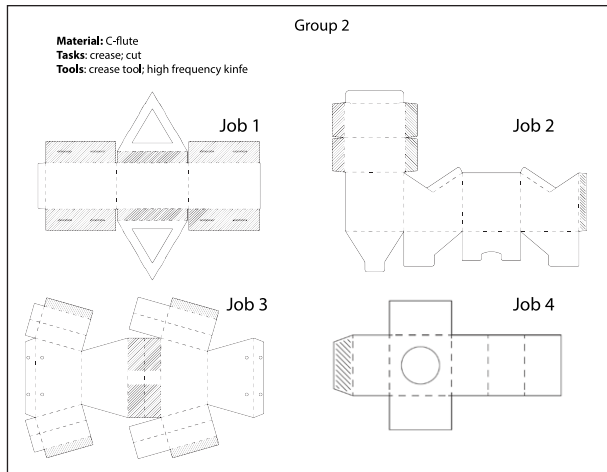 Group 2
Material: C-flute
Tasks: crease; cut
Tools: crease tool; high frequency kinfe
Job 1
Job 2
Job 3
Job 4